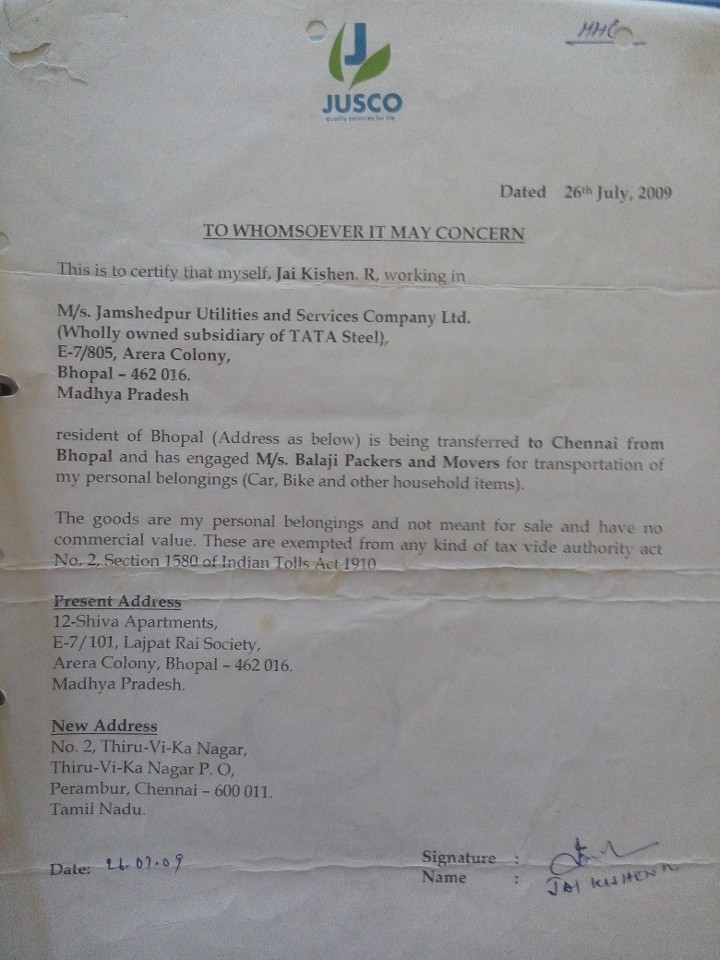 JUSCO
quality services for life
Dated 26th July, 2009
TO WHOMSOEVER IT MAY CONCERN
This is to certify that myself, Jai Kishen. R, working in
M/s. Jamshedpur Utilities and Services Company Ltd.
(Wholly owned subsidiary of TATA Steel),
E-7/805, Arera Colony,
Bhopal – 462 016.
Madhya Pradesh
resident of Bhopal (Address as below) is being transferred to Chennai from
Bhopal and has engaged M/s. Balaji Packers and Movers for transportation of
my personal belongings (Car, Bike and other household items).
The goods are my personal belongings and not meant for sale and have no
commercial value. These are exempted from any kind of tax vide authority act
No. 2, Section 1580 of Indian Tolls Act 1910
Present Address
12-Shiva Apartments,
E-7/101, Lajpat Rai Society,
Arera Colony, Bhopal – 462 016.
Madhya Pradesh.
New Address
No. 2, Thiru-Vi-Ka Nagar,
Thiru-Vi-Ka Nagar P. O,
Perambur, Chennai – 600 011.
Tamil Nadu.
Date: 26.07.09
Signature :
Name : JAI KISHEN R